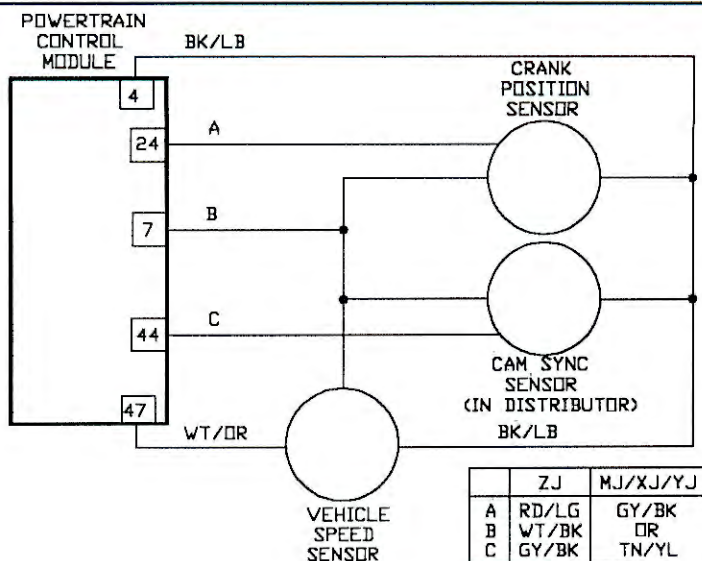 POWERTRAIN
CONTROL
MODULE
BK/LB
4
24
A
7
B
44
C
47
WT/OR
CRANK
POSITION
SENSOR
CAM SYNC
SENSOR
(IN DISTRIBUTOR)
BK/LB
VEHICLE
SPEED
SENSOR
ZJ MJ/XJ/YJ
A RD/LG GY/BK
B WT/BK OR
C GY/BK TN/YL